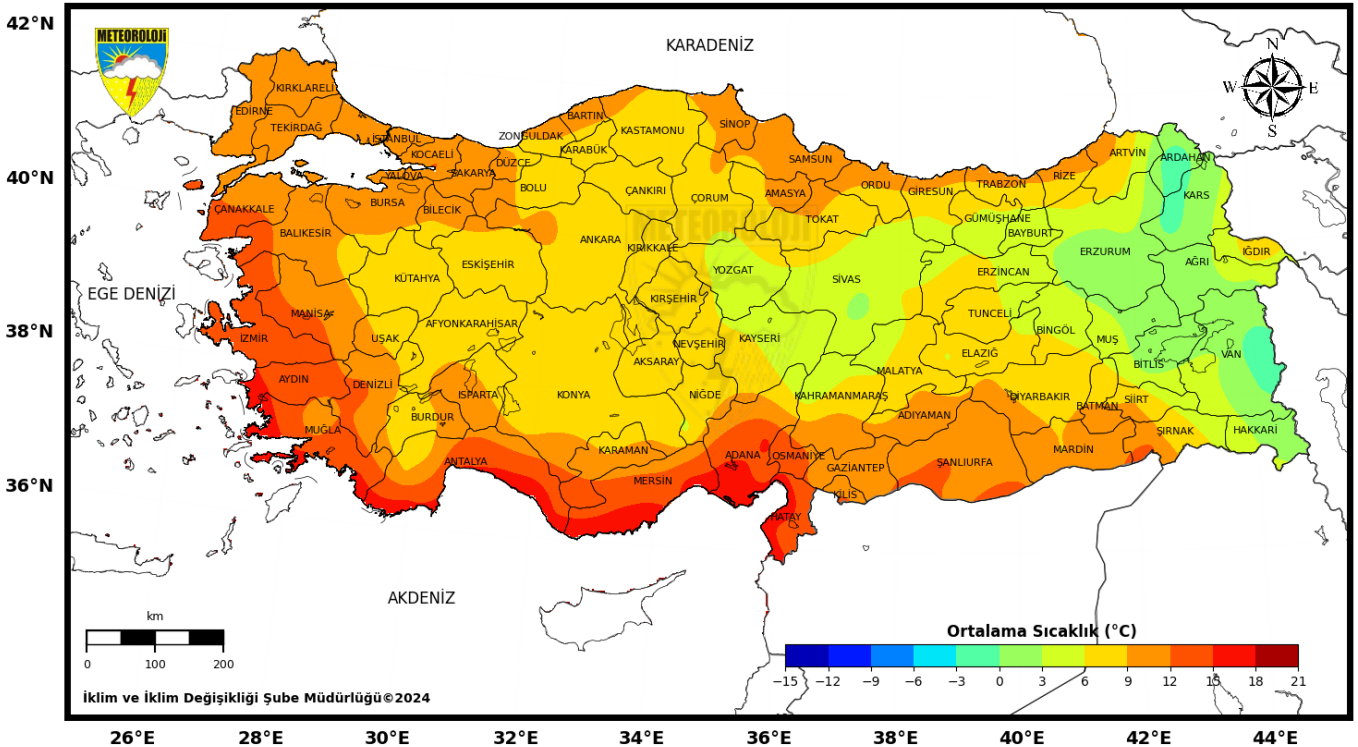 42°N
40°N
38°N
36°N
METEOROLOJİ
KARADENİZ
N
W E
S
KIRKLARELİ
EDİRNE
TEKİRDAĞ
İSTANBUL
KOCAELİ
YALOVA
SAKARYA
DÜZCE
ZONGULDAK
BARTIN
KARABÜK
KASTAMONU
SİNOP
SAMSUN
BOLU
ÇANKIRI
ÇORUM
AMASYA
TOKAT
ORDU
GİRESUN
TRABZON
RİZE
ARTVİN
ARDAHAN
KARS
GÜMÜŞHANE
BAYBURT
ERZURUM
AĞRI
IĞDIR
ÇANAKKALE
BALIKESİR
BURSA
BİLECİK
ANKARA
KIRIKKALE
METEOROLOJİ
YOZGAT
SİVAS
ERZİNCAN
TUNCELİ
BİNGÖL
MUŞ
BİTLİS
VAN
EGE DENİZİ
KÜTAHYA
ESKİŞEHİR
KIRŞEHİR
MANİSA
İZMİR
UŞAK
AFYONKARAHİSAR
NEVŞEHİR
KAYSERİ
AKSARAY
ELAZIĞ
MALATYA
AYDIN
DENİZLİ
ISPARTA
BURDUR
KONYA
NİĞDE
KAHRAMANMARAŞ
ADIYAMAN
DİYARBAKIR
BATMAN
SİİRT
ŞIRNAK
HAKKARİ
MUĞLA
ANTALYA
KARAMAN
MERSİN
ADANA
OSMANİYE
GAZİANTEP
KİLİS
ŞANLIURFA
MARDİN
HATAY
AKDENİZ
km
0 100 200
Ortalama Sıcaklık (°C)
−15 −12 −9 −6 −3 0 3 6 9 12 15 18 21
İklim ve İklim Değişikliği Şube Müdürlüğü©2024
26°E 28°E 30°E 32°E 34°E 36°E 38°E 40°E 42°E 44°E